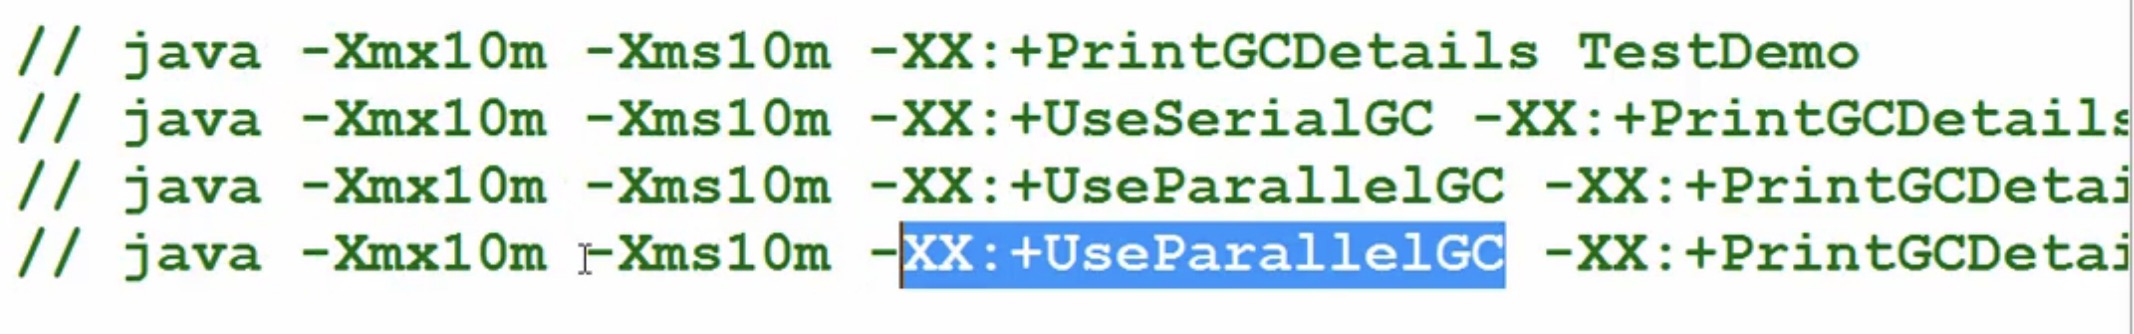 // java -Xmx10m -Xms10m -XX:+PrintGCDetails TestDemo
// java -Xmx10m -Xms10m -XX:+UseSerialGC -XX:+PrintGCDetails
// java -Xmx10m -Xms10m -XX:+UseParallelGC -XX:+PrintGCDetai
// java -Xmx10m -Xms10m -XX:+UseParallelGC -XX:+PrintGCDetai